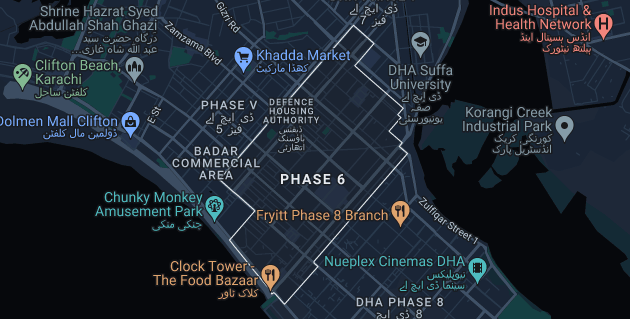 ڈی ایچ اے
فیز 7
Shrine Hazrat Syed
Abdullah Shah Ghazi
درگاہ حضرت سید
عبد اللہ شاہ غازی...
Gizri Rd
Zamzama Blvd
Indus Hospital &
Health Network
انڈس ہسپتال اینڈ
ہیلتھ نیٹورک
Khadda Market
کھڈا مارکیٹ
Clifton Beach,
Karachi
کلفٹن ساحل
DHA Suffa
University
ڈی ایچ اے
صفہ
یونیورسٹی
E St
PHASE V
ڈی ایچ اے
فیز 5
DEFENCE
HOUSING
AUTHORITY
ڈیفنس
ہاؤسنگ
اتھارٹی
Korangi Creek
Industrial Park
کورنگی کریک
انڈسٹریل پارک
Dolmen Mall Clifton
ڈولمین مال کلفٹن
BADAR
COMMERCIAL
AREA
PHASE 6
Chunky Monkey
Amusement Park
چنکی منکی
Fryitt Phase 8 Branch
Zulfiqar Street 1
Clock Tower -
The Food Bazaar
کلاک ٹاور
Nueplex Cinemas DHA
نیوپلیکس
سینما ڈی ایچ اے
DHA PHASE 8
ڈی ایچ
8